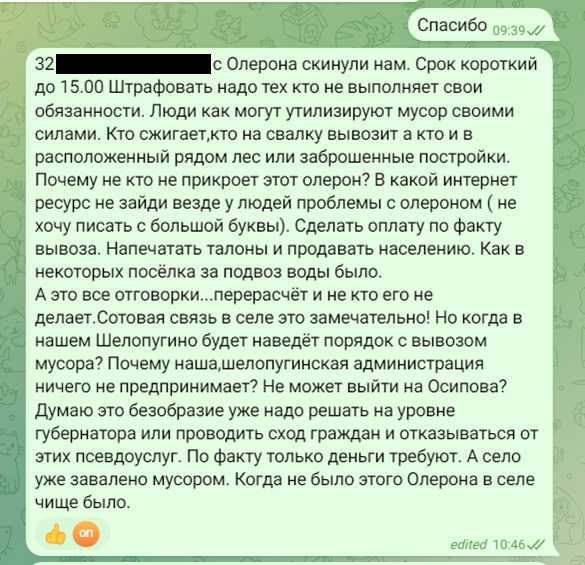 Спасибо 09:39
32 с Олерона скинули нам. Срок короткий
до 15.00 Штрафовать надо тех кто не выполняет свои
обязанности. Люди как могут утилизируют мусор своими
силами. Кто сжигает,кто на свалку вывозит а кто и в
расположенный рядом лес или заброшенные постройки.
Почему не кто не прикроет этот олерон? В какой интернет
ресурс не зайди везде у людей проблемы с олероном ( не
хочу писать с большой буквы). Сделать оплату по факту
вывоза. Напечатать талоны и продавать населению. Как в
некоторых посёлка за подвоз воды было.
А это все отговорки...перерасчёт и не кто его не
делает.Сотовая связь в селе это замечательно! Но когда в
нашем Шелопугино будет наведёт порядок с вывозом
мусора? Почему наша,шелопугинская администрация
ничего не предпринимает? Не может выйти на Осипова?
Думаю это безобразие уже надо решать на уровне
губернатора или проводить сход граждан и отказываться от
этих псевдоуслуг. По факту только деньги требуют. А село
уже завалено мусором. Когда не было этого Олерона в селе
чище было.
ОП
edited 10:46